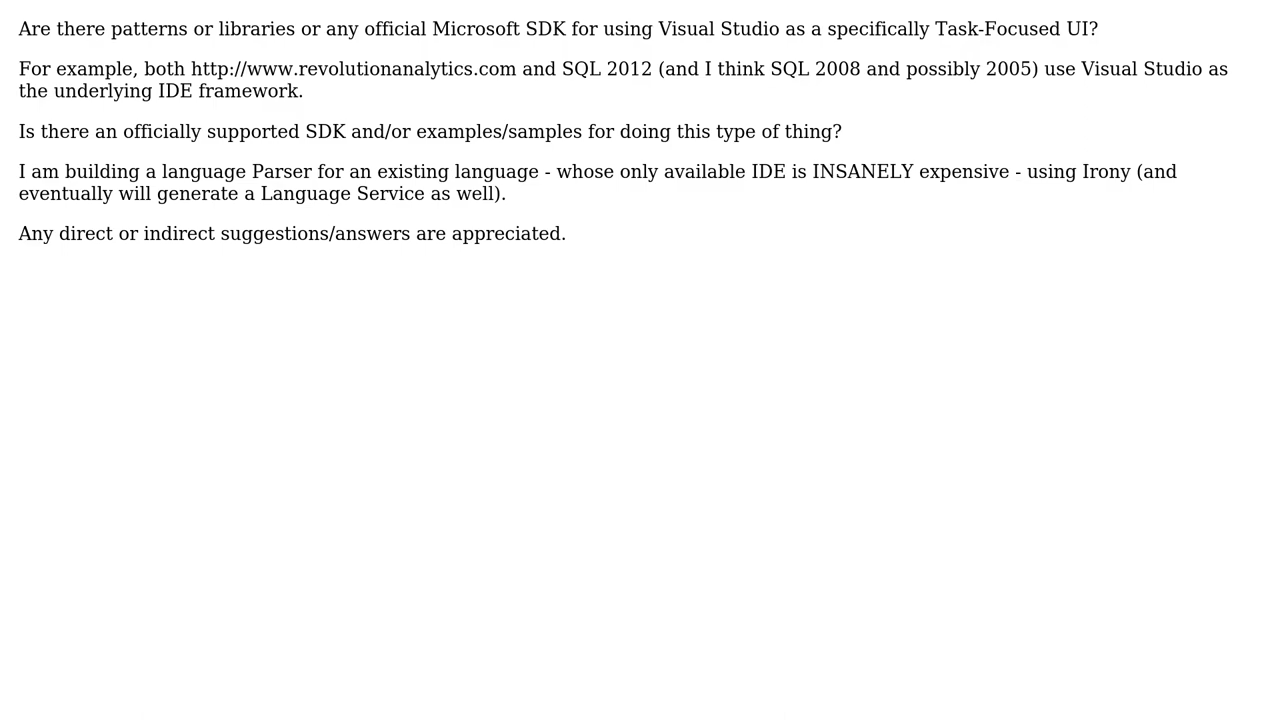 Are there patterns or libraries or any official Microsoft SDK for using Visual Studio as a specifically Task-Focused UI?
For example, both http://www.revolutionanalytics.com and SQL 2012 (and I think SQL 2008 and possibly 2005) use Visual Studio as
the underlying IDE framework.
Is there an officially supported SDK and/or examples/samples for doing this type of thing?
I am building a language Parser for an existing language - whose only available IDE is INSANELY expensive - using Irony (and
eventually will generate a Language Service as well).
Any direct or indirect suggestions/answers are appreciated.